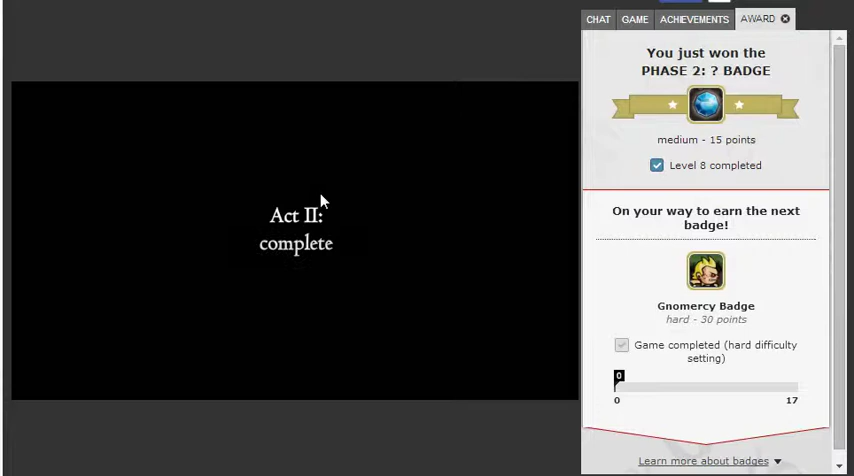 CHAT GAME ACHIEVEMENTS AWARD
Act II:
complete
You just won the
PHASE 2: ? BADGE
medium - 15 points
Level 8 completed
On your way to earn the next
badge!
Gnomercy Badge
hard - 30 points
Game completed (hard difficulty
setting)
0
0 17
Learn more about badges